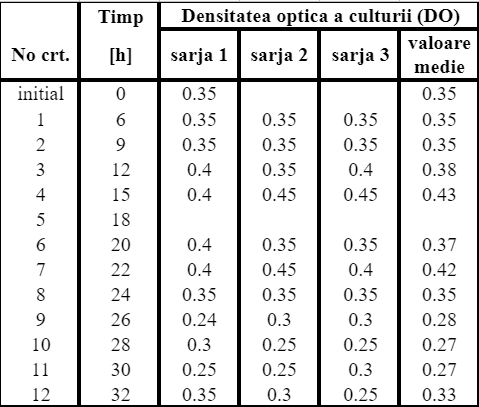 Timp Densitatea optica a culturii (DO)
No crt. [h] sarja 1 sarja 2 sarja 3 valoare medie
initial 0 0.35 0.35
1 6 0.35 0.35 0.35 0.35
2 9 0.35 0.35 0.35 0.35
3 12 0.4 0.35 0.4 0.38
4 15 0.4 0.45 0.45 0.43
5 18
6 20 0.4 0.35 0.35 0.37
7 22 0.4 0.45 0.4 0.42
8 24 0.35 0.35 0.35 0.35
9 26 0.24 0.3 0.3 0.28
10 28 0.3 0.25 0.25 0.27
11 30 0.25 0.25 0.3 0.27
12 32 0.35 0.3 0.25 0.33